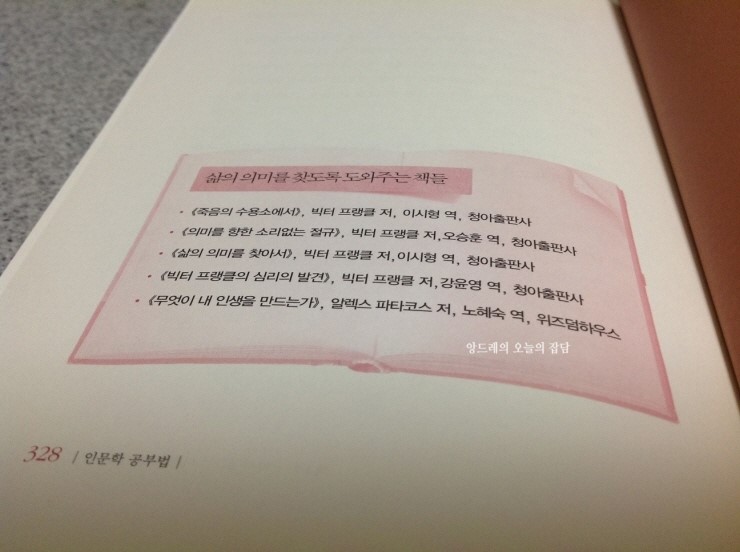 삶의 의미를 찾도록 도와주는 책들
• 《죽음의 수용소에서》, 빅터 프랭클 저, 이시형 역, 청아출판사
• 《의미를 향한 소리없는 절규》, 빅터 프랭클 저,오승훈 역, 청아출판사
• 《삶의 의미를 찾아서》, 빅터 프랭클 저,이시형 역, 청아출판사
• 《빅터 프랭클의 심리의 발견》, 빅터 프랭클 저,강윤영 역, 청아출판사
• 《무엇이 내 인생을 만드는가》, 알렉스 파타코스 저, 노혜숙 역, 위즈덤하우스
앙드레의 오늘의 잡담
328 | 인문학 공부법 |